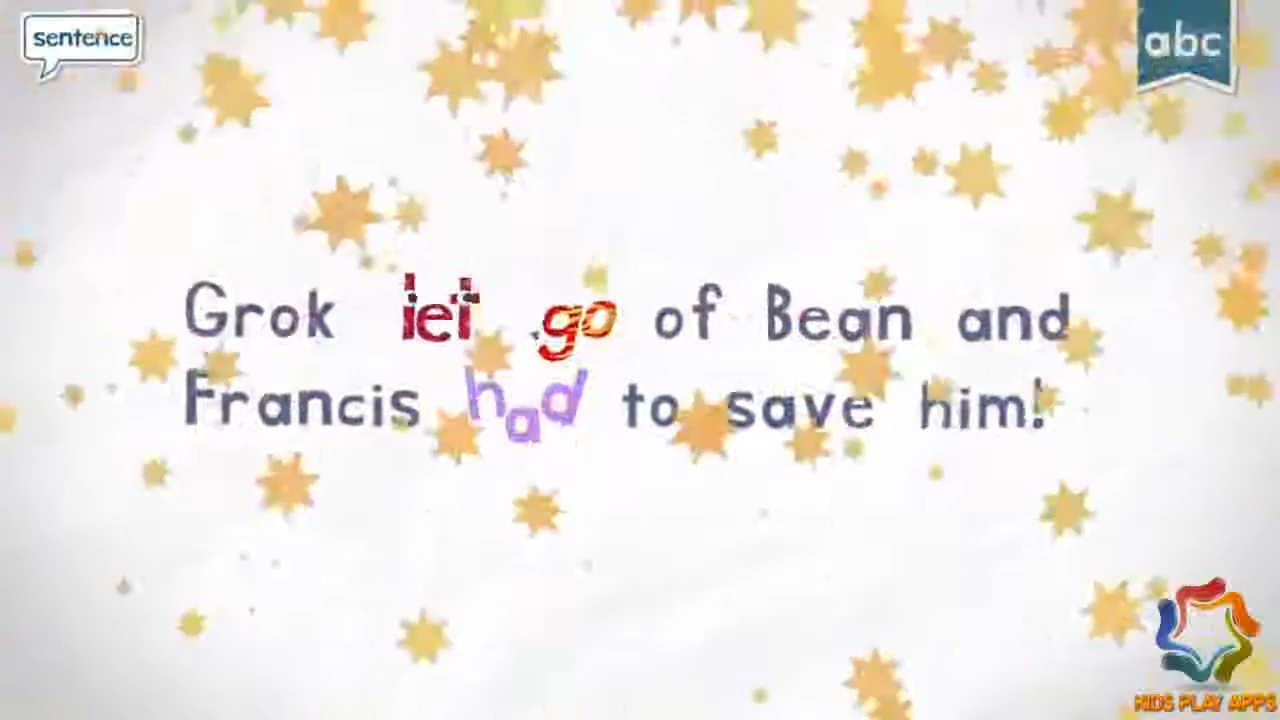 sentence
abc
Grok let go of Bean and
Francis had to save him!
KIDS PLAY APPS